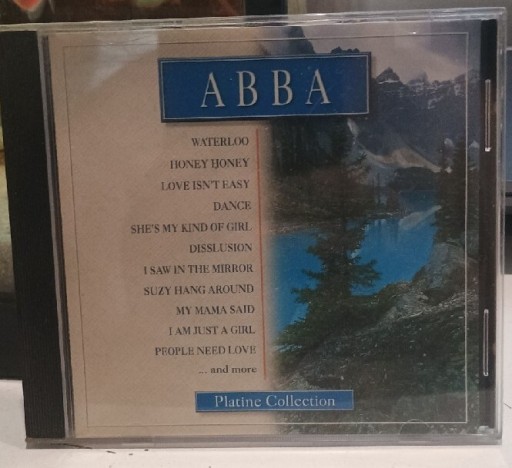 ABBA
WATERLOO
HONEY HONEY
LOVE ISN'T EASY
DANCE
SHE'S MY KIND OF GIRL
DISSLUSION
I SAW IN THE MIRROR
SUZY HANG AROUND
MY MAMA SAID
I AM JUST A GIRL
PEOPLE NEED LOVE
... and more
Platine Collection